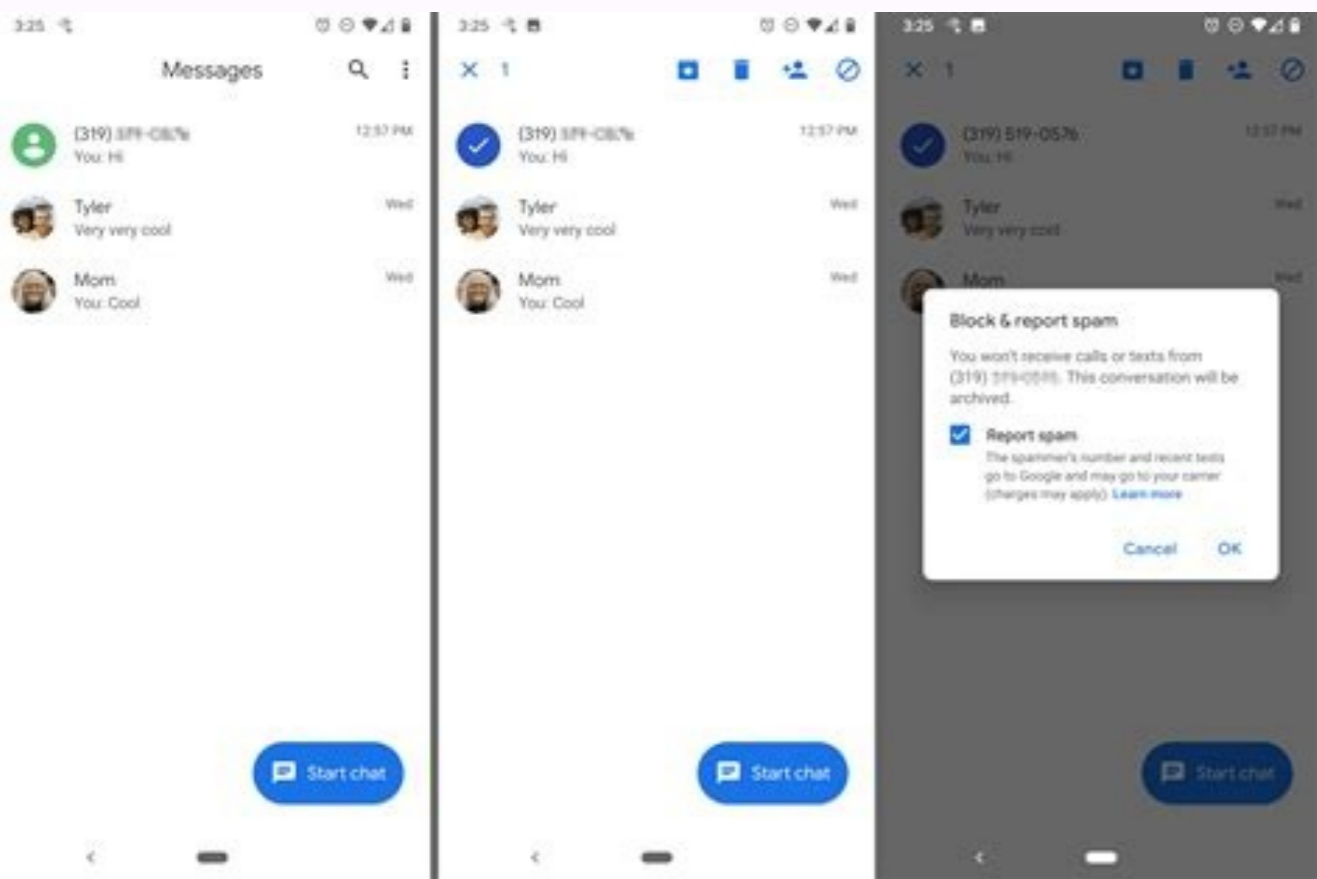 3:25
Messages
(319)
12:57 PM
You: Hi
Tyler
Wed
Very very cool
Mom
Wed
You: Cool
Start chat
3:25
1
(319)
12:57 PM
You: Hi
Tyler
Wed
Very very cool
Mom
Wed
You: Cool
Start chat
3:25
1
(319) 519-0576
12:57 PM
You: Hi
Tyler
Wed
Very very cool
Mom
Wed
Block & report spam
You won't receive calls or texts from
(319) . This conversation will be
archived.
Report spam
The spammer's number and recent texts
go to Google and may go to your carrier
(charges may apply). Learn more
Cancel
OK
Start chat